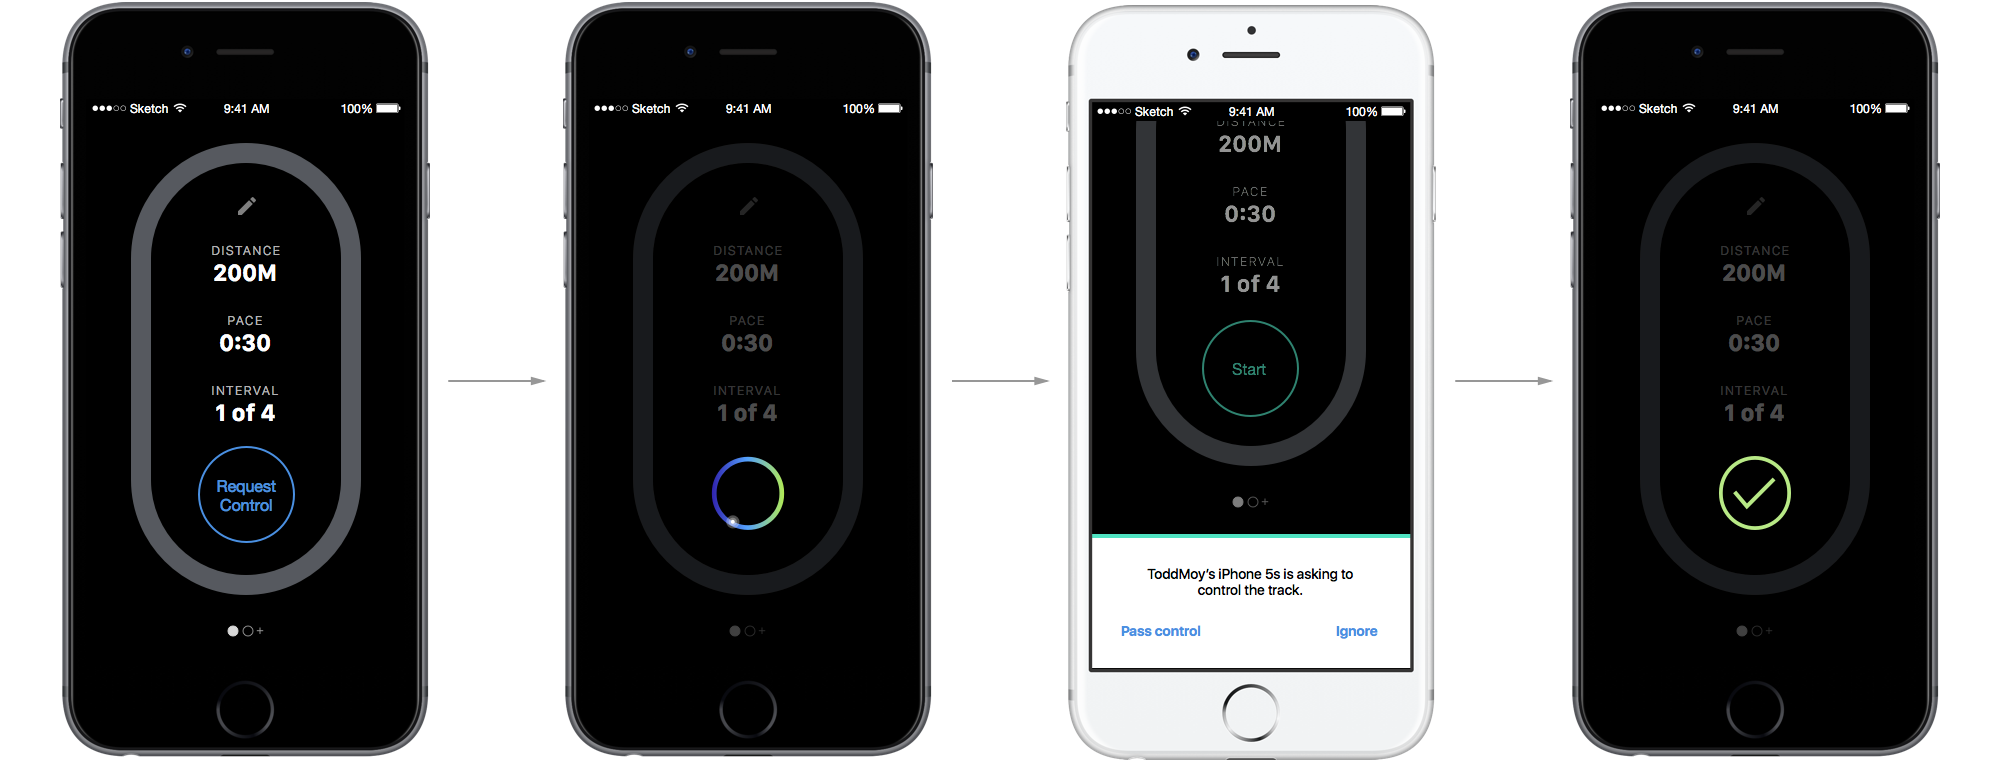 Sketch 9:41 AM 100%
DISTANCE
200M
PACE
0:30
INTERVAL
1 of 4
Request
Control
+
Sketch 9:41 AM 100%
DISTANCE
200M
PACE
0:30
INTERVAL
1 of 4
+
Sketch 9:41 AM 100%
DISTANCE
200M
PACE
0:30
INTERVAL
1 of 4
Start
+
ToddMoy's iPhone 5s is asking to
control the track.
Pass control Ignore
Sketch 9:41 AM 100%
DISTANCE
200M
PACE
0:30
INTERVAL
1 of 4
+